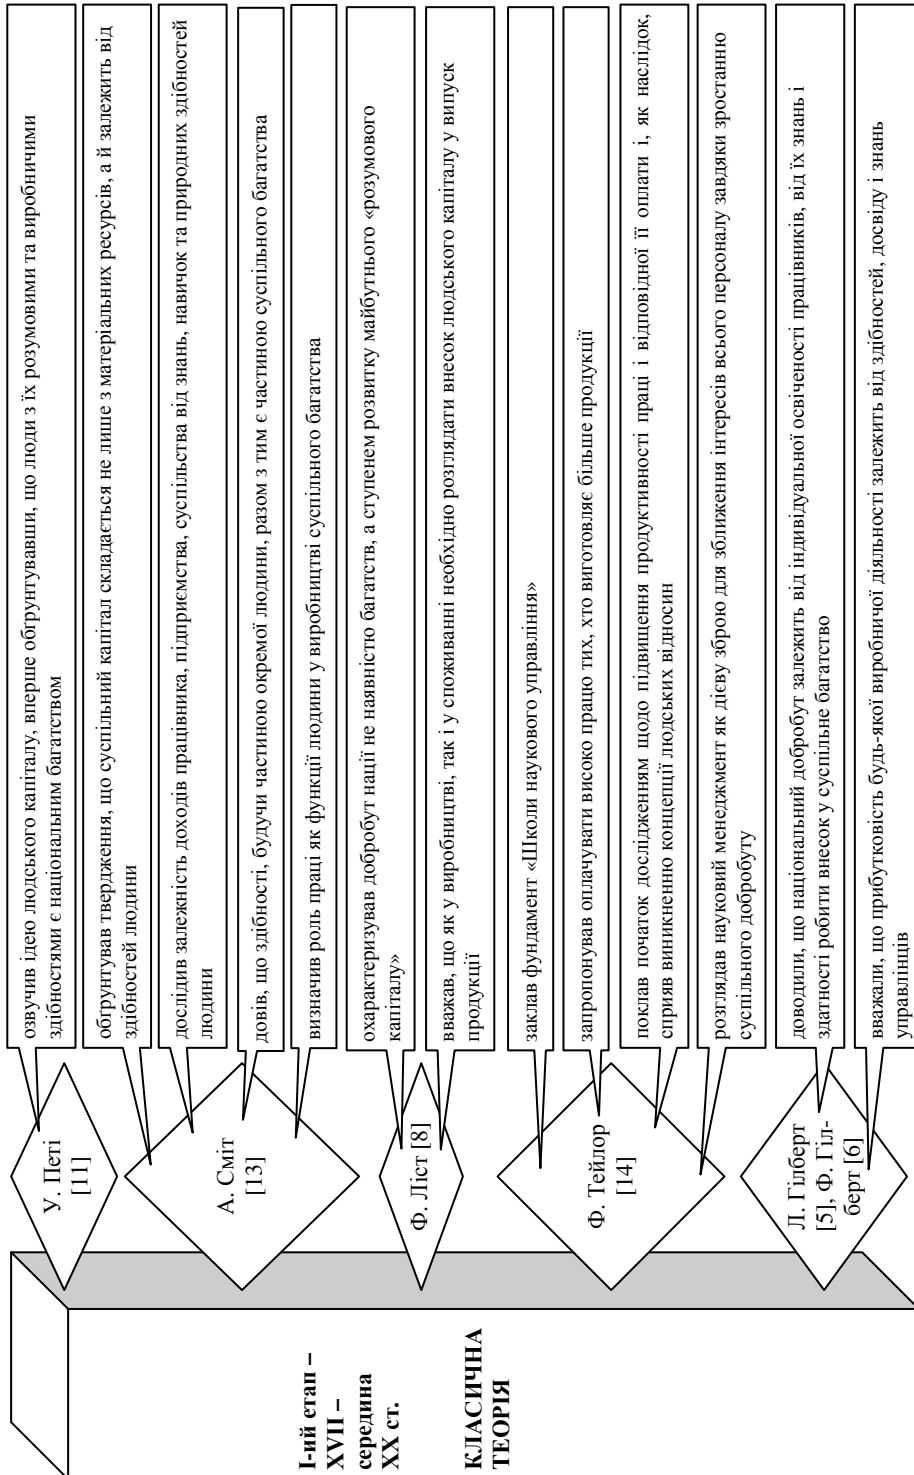 І-ий етап –
XVII –
середина
XX ст.
КЛАСИЧНА
ТЕОРІЯ
У. Петі
[11]
озвучив ідею людського капіталу, вперше обґрунтувавши, що люди з їх розумовими та виробничими
здібностями є національним багатством
А. Сміт
[13]
обґрунтував твердження, що суспільний капітал складається не лише з матеріальних ресурсів, а й залежить від
здібностей людини
дослідив залежність доходів працівника, підприємства, суспільства від знань, навичок та природних здібностей
людини
довів, що здібності, будучи частиною окремої людини, разом з тим є частиною суспільного багатства
визначив роль праці як функції людини у виробництві суспільного багатства
Ф. Ліст [8]
охарактеризував добробут нації не наявністю багатств, а ступенем розвитку майбутнього «розумового
капіталу»
вважав, що як у виробництві, так і у споживанні необхідно розглядати внесок людського капіталу у випуск
продукції
Ф. Тейлор
[14]
заклав фундамент «Школи наукового управління»
запропонував оплачувати високо працю тих, хто виготовляє більше продукції
поклав початок дослідженням щодо підвищення продуктивності праці і відповідної її оплати і, як наслідок,
сприяв виникненню концепції людських відносин
розглядав науковий менеджмент як дієву зброю для зближення інтересів всього персоналу завдяки зростанню
суспільного добробуту
Л. Гілберт
[5], Ф. Гіл-
берт [6]
доводили, що національний добробут залежить від індивідуальної освіченості працівників, від їх знань і
здатності робити внесок у суспільне багатство
вважали, що прибутковість будь-якої виробничої діяльності залежить від здібностей, досвіду і знань
управлінців